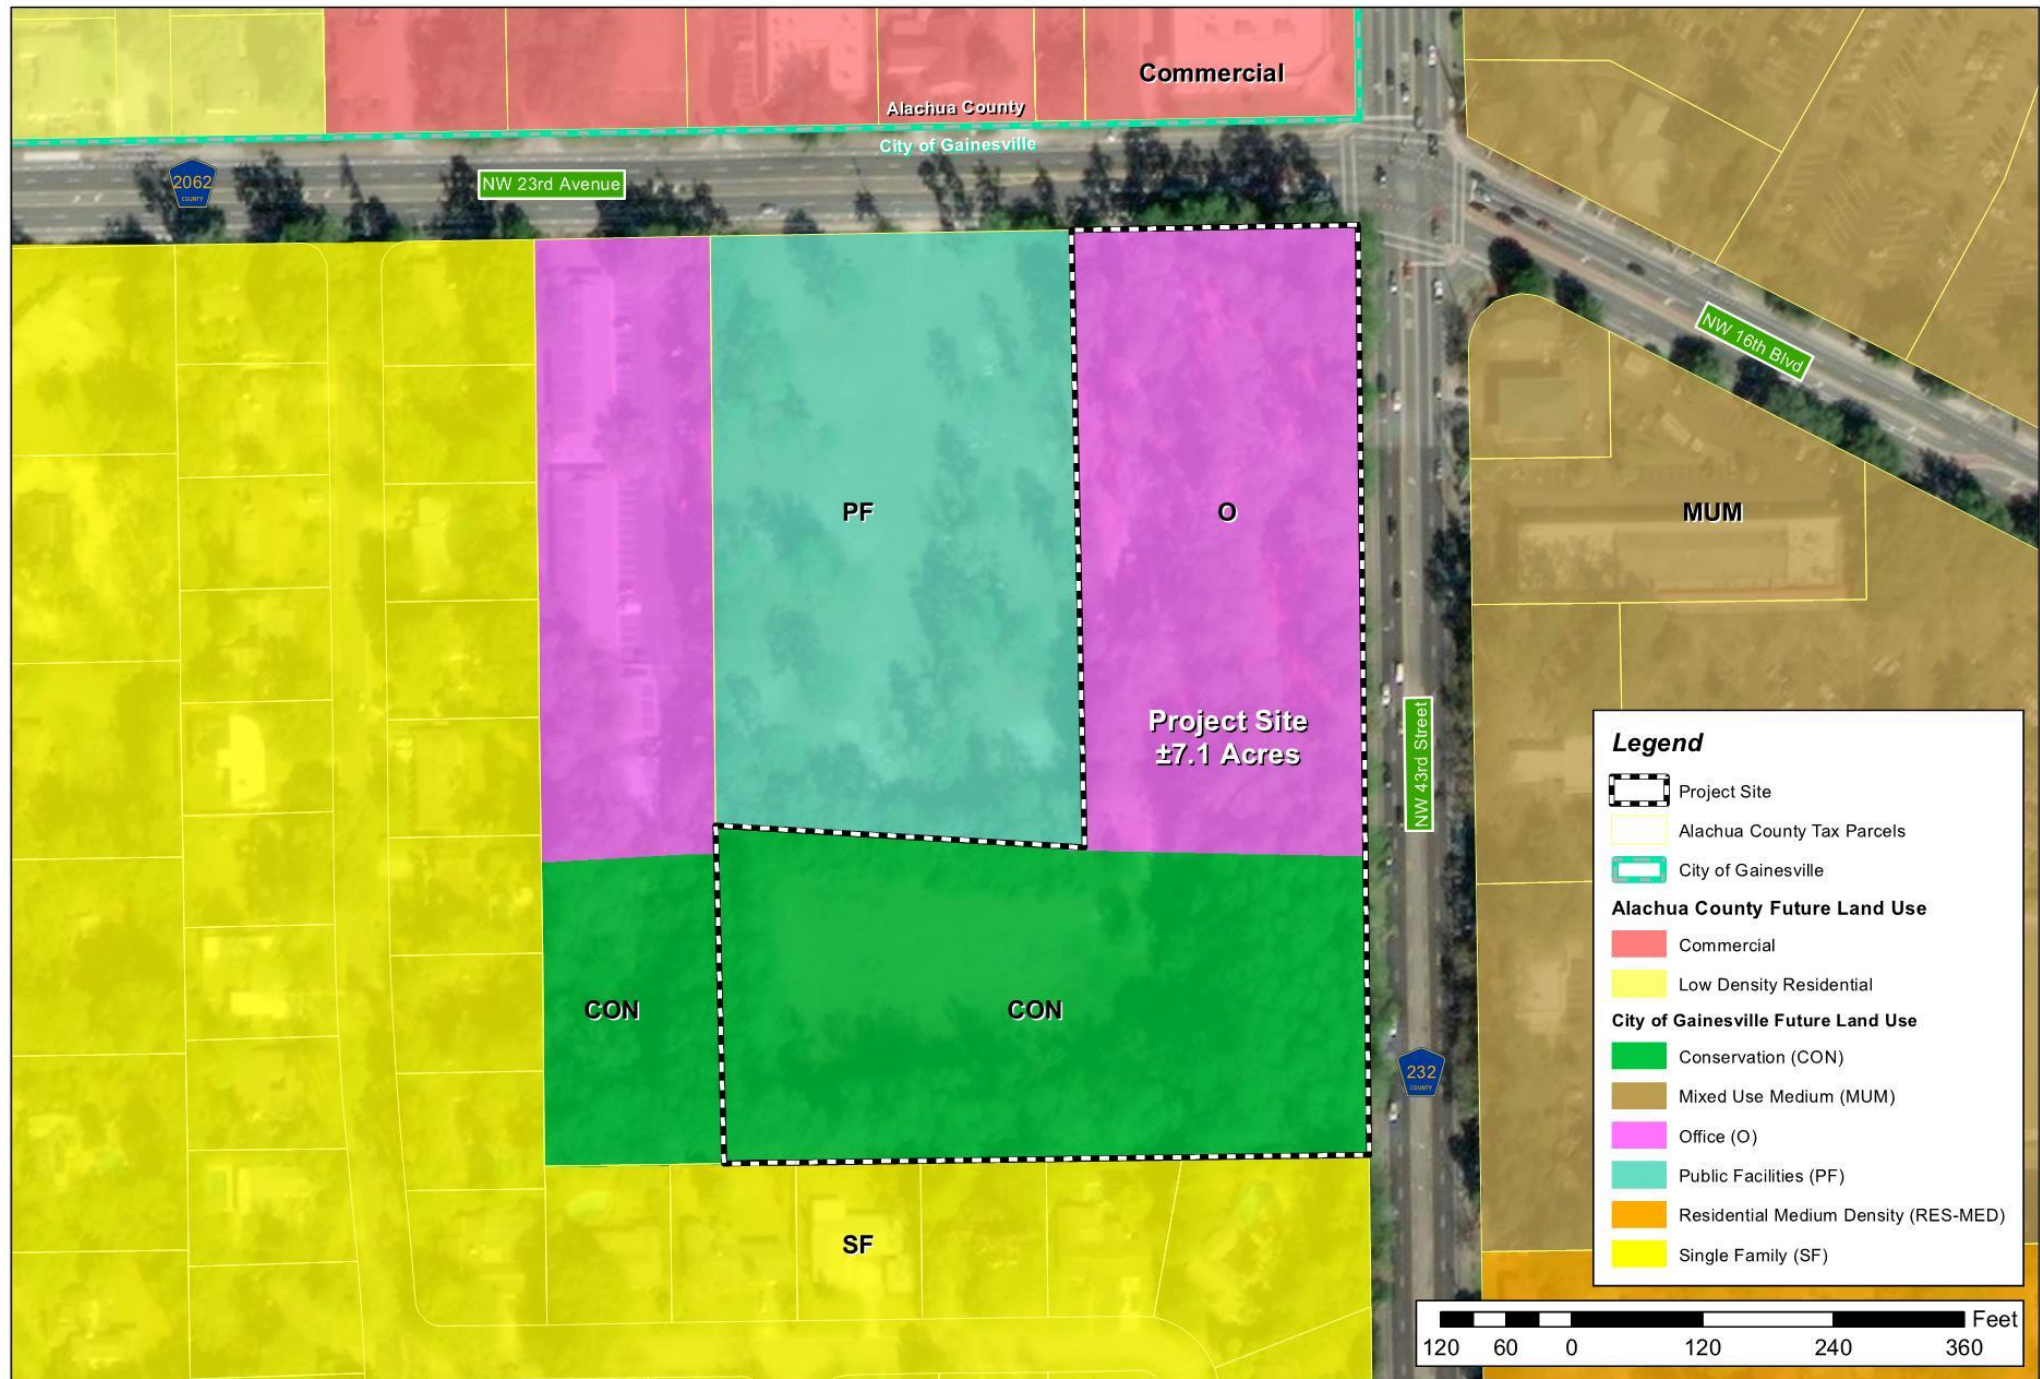 Commercial
Alachua County
City of Gainesville
2062
COUNTY
NW 23rd Avenue
NW 16th Blvd
PF
O
MUM
Project Site
±7.1 Acres
NW 43rd Street
CON
CON
232
COUNTY
SF
Legend
Project Site
Alachua County Tax Parcels
City of Gainesville
Alachua County Future Land Use
Commercial
Low Density Residential
City of Gainesville Future Land Use
Conservation (CON)
Mixed Use Medium (MUM)
Office (O)
Public Facilities (PF)
Residential Medium Density (RES-MED)
Single Family (SF)
Feet
120 60 0 120 240 360